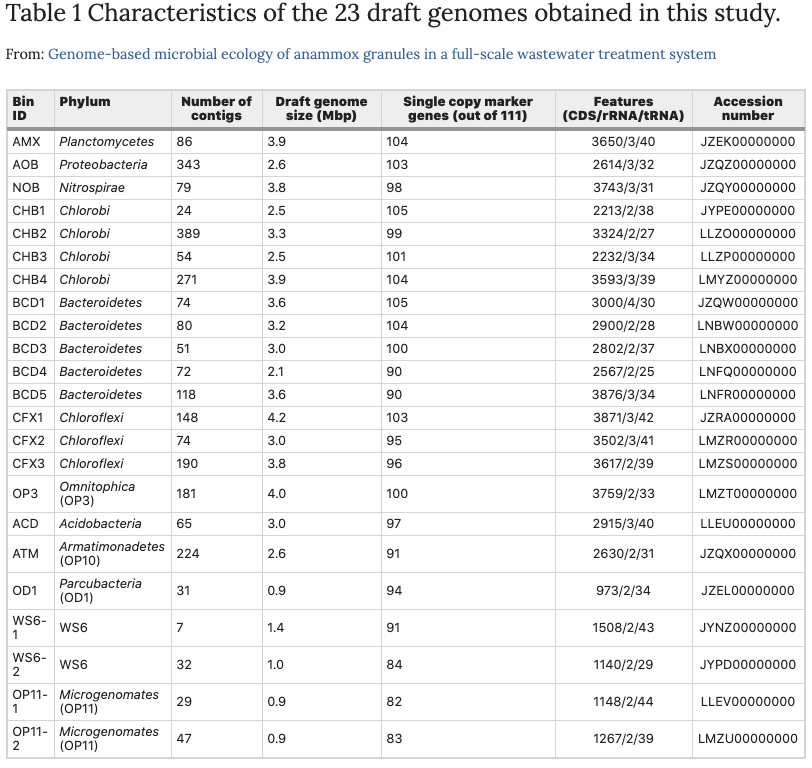 Table 1 Characteristics of the 23 draft genomes obtained in this study.
From: Genome-based microbial ecology of anammox granules in a full-scale wastewater treatment system
Bin ID Phylum Number of contigs Draft genome size (Mbp) Single copy marker genes (out of 111) Features (CDS/rRNA/tRNA) Accession number
AMX Planctomycetes 86 3.9 104 3650/3/40 JZEK00000000
AOB Proteobacteria 343 2.6 103 2614/3/32 JZQZ00000000
NOB Nitrospirae 79 3.8 98 3743/3/31 JZQY00000000
CHB1 Chlorobi 24 2.5 105 2213/2/38 JYPE00000000
CHB2 Chlorobi 389 3.3 99 3324/2/27 LLZO00000000
CHB3 Chlorobi 54 2.5 101 2232/3/34 LLZP00000000
CHB4 Chlorobi 271 3.9 104 3593/3/39 LMYZ00000000
BCD1 Bacteroidetes 74 3.6 105 3000/4/30 JZQW00000000
BCD2 Bacteroidetes 80 3.2 104 2900/2/28 LNBW00000000
BCD3 Bacteroidetes 51 3.0 100 2802/2/37 LNBX00000000
BCD4 Bacteroidetes 72 2.1 90 2567/2/25 LNFQ00000000
BCD5 Bacteroidetes 118 3.6 90 3876/3/34 LNFR00000000
CFX1 Chloroflexi 148 4.2 103 3871/3/42 JZRA00000000
CFX2 Chloroflexi 74 3.0 95 3502/3/41 LMZR00000000
CFX3 Chloroflexi 190 3.8 96 3617/2/39 LMZS00000000
OP3 Omnitophica (OP3) 181 4.0 100 3759/2/33 LMZT00000000
ACD Acidobacteria 65 3.0 97 2915/3/40 LLEU00000000
ATM Armatimonadetes (OP10) 224 2.6 91 2630/2/31 JZQX00000000
OD1 Parcubacteria (OD1) 31 0.9 94 973/2/34 JZEL00000000
WS6-1 WS6 7 1.4 91 1508/2/43 JYNZ00000000
WS6-2 WS6 32 1.0 84 1140/2/29 JYPD00000000
OP11-1 Microgenomates (OP11) 29 0.9 82 1148/2/44 LLEV00000000
OP11-2 Microgenomates (OP11) 47 0.9 83 1267/2/39 LMZU00000000